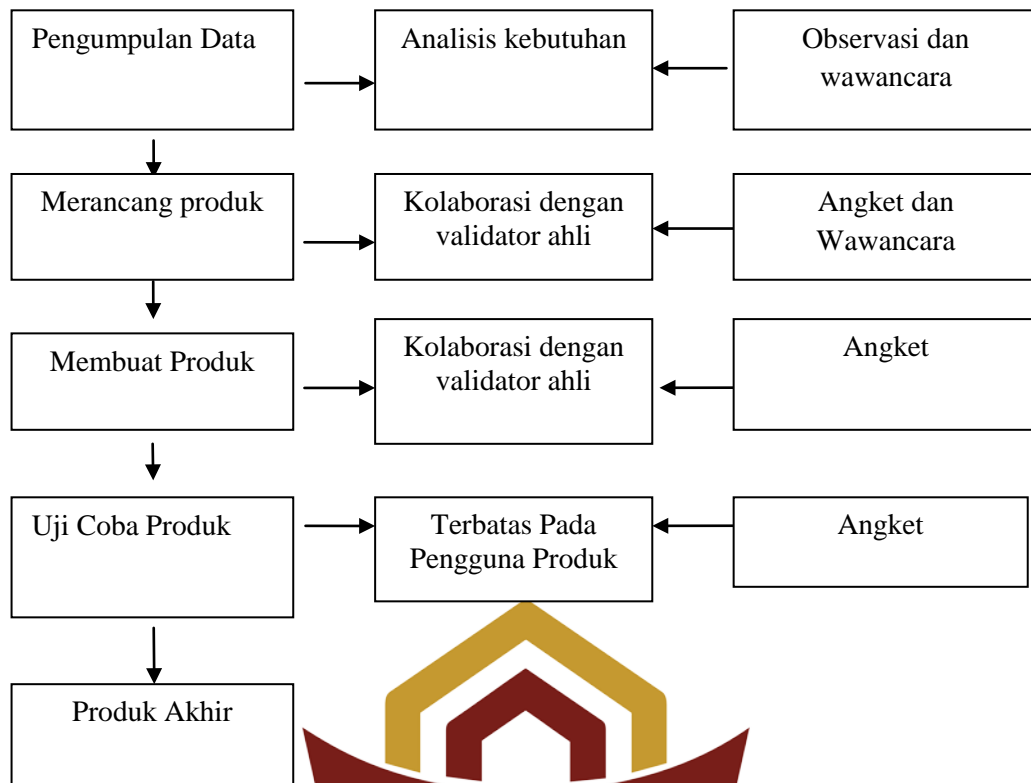 Pengumpulan Data
Analisis kebutuhan
Observasi dan
wawancara
Merancang produk
Kolaborasi dengan
validator ahli
Angket dan
Wawancara
Membuat Produk
Kolaborasi dengan
validator ahli
Angket
Uji Coba Produk
Terbatas Pada
Pengguna Produk
Angket
Produk Akhir